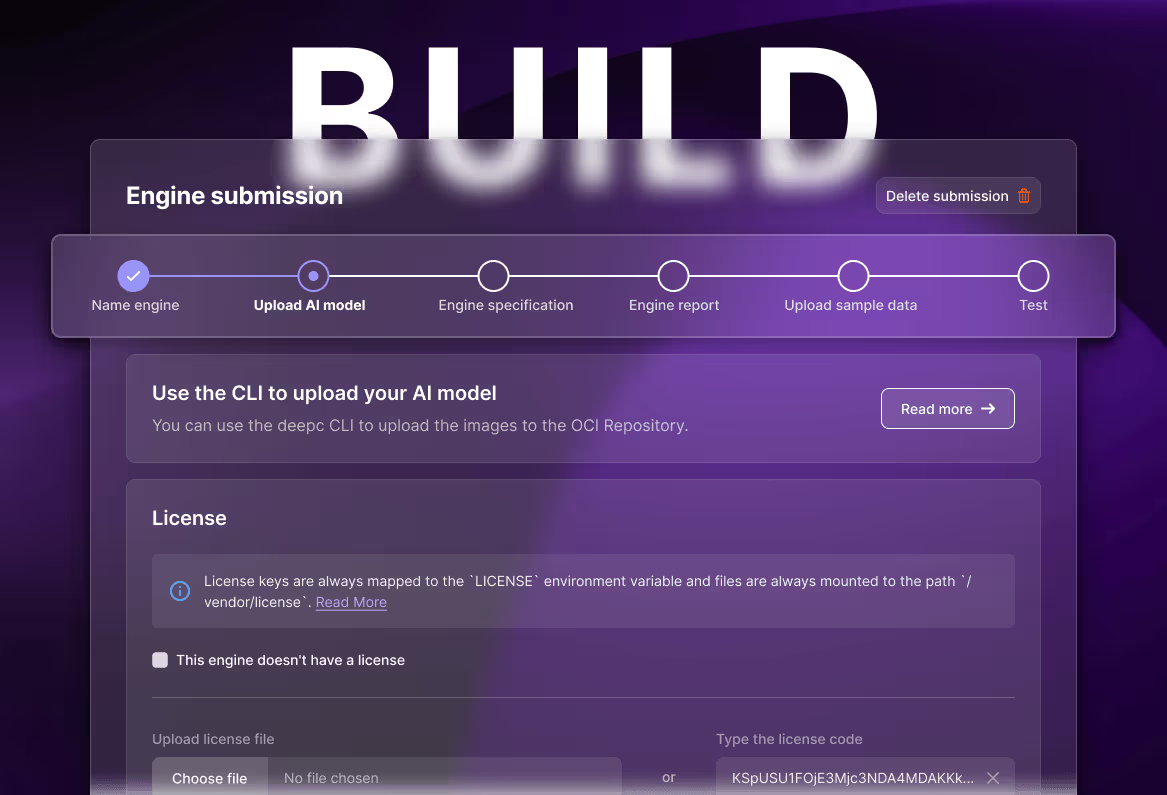 BUILD
Engine submission
Delete submission
Name engine
Upload AI model
Engine specification
Engine report
Upload sample data
Test
Use the CLI to upload your AI model
You can use the deepc CLI to upload the images to the OCI Repository.
Read more
License
License keys are always mapped to the `LICENSE` environment variable and files are always mounted to the path `/
vendor/license`. Read More
This engine doesn't have a license
Upload license file
Type the license code
Choose file
No file chosen
or
KSpUSU1FOjE3Mjc3NDA4MDAKKk...